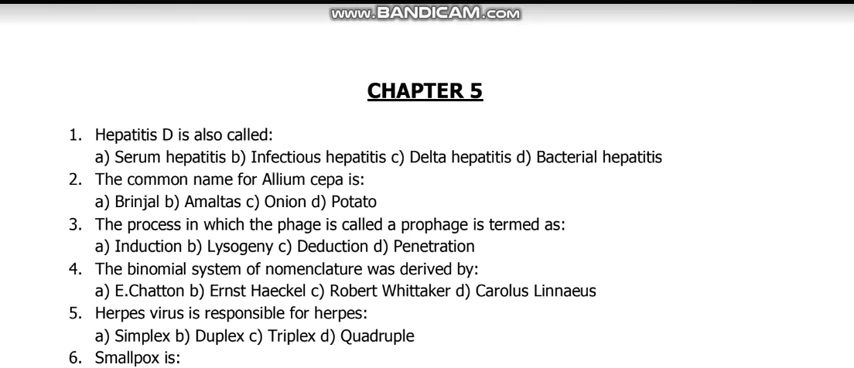 www.BANDICAM.COM
CHAPTER 5
1. Hepatitis D is also called:
a) Serum hepatitis b) Infectious hepatitis c) Delta hepatitis d) Bacterial hepatitis
2. The common name for Allium cepa is:
a) Brinjal b) Amaltas c) Onion d) Potato
3. The process in which the phage is called a prophage is termed as:
a) Induction b) Lysogeny c) Deduction d) Penetration
4. The binomial system of nomenclature was derived by:
a) E.Chatton b) Ernst Haeckel c) Robert Whittaker d) Carolus Linnaeus
5. Herpes virus is responsible for herpes:
a) Simplex b) Duplex c) Triplex d) Quadruple
6. Smallpox is: